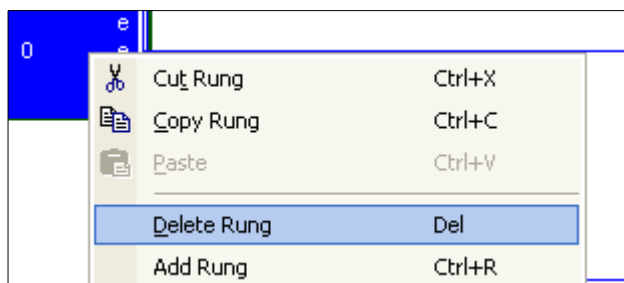 e
0 e
Cut Rung Ctrl+X
Copy Rung Ctrl+C
Paste Ctrl+V
Delete Rung Del
Add Rung Ctrl+R